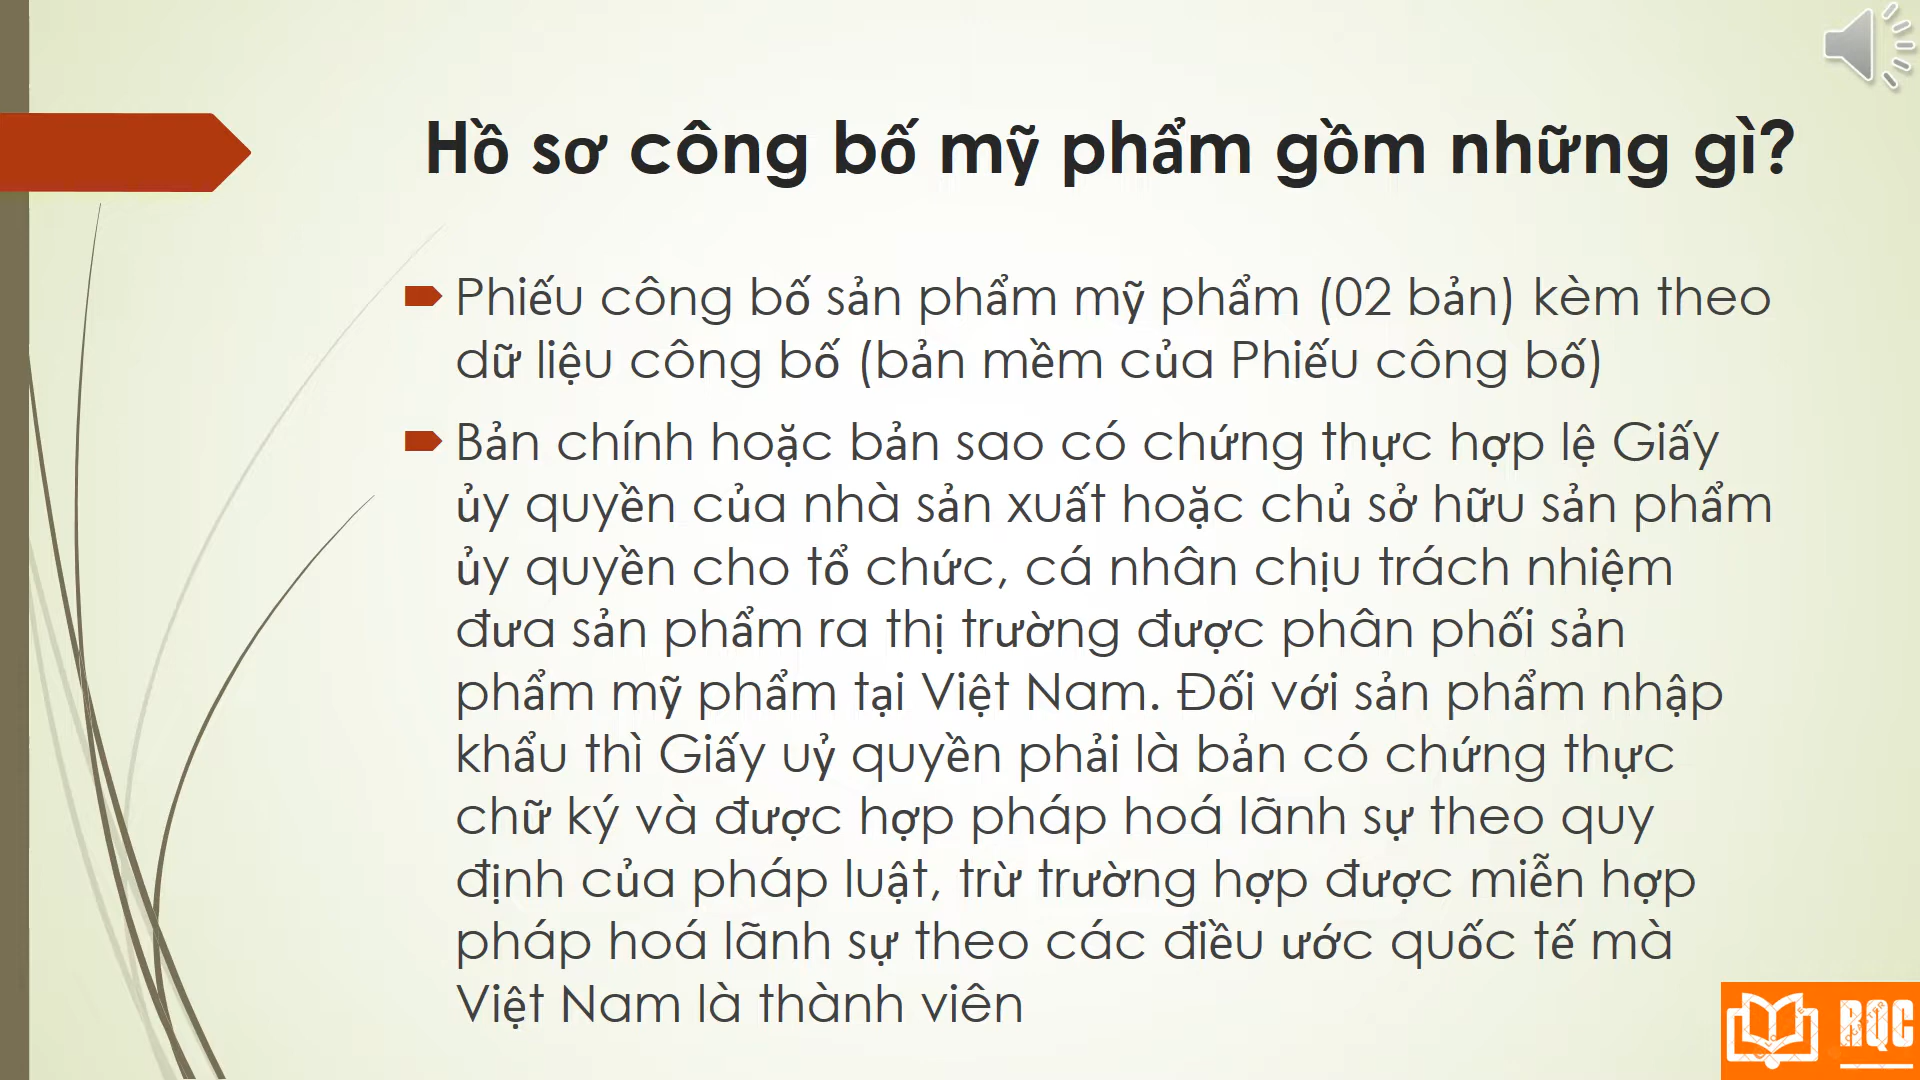 Hồ sơ công bố mỹ phẩm gồm những gì?
Phiếu công bố sản phẩm mỹ phẩm (02 bản) kèm theo
dữ liệu công bố (bản mềm của Phiếu công bố)
Bản chính hoặc bản sao có chứng thực hợp lệ Giấy
ủy quyền của nhà sản xuất hoặc chủ sở hữu sản phẩm
ủy quyền cho tổ chức, cá nhân chịu trách nhiệm
đưa sản phẩm ra thị trường được phân phối sản
phẩm mỹ phẩm tại Việt Nam. Đối với sản phẩm nhập
khẩu thì Giấy uỷ quyền phải là bản có chứng thực
chữ ký và được hợp pháp hoá lãnh sự theo quy
định của pháp luật, trừ trường hợp được miễn hợp
pháp hoá lãnh sự theo các điều ước quốc tế mà
Việt Nam là thành viên
RQC